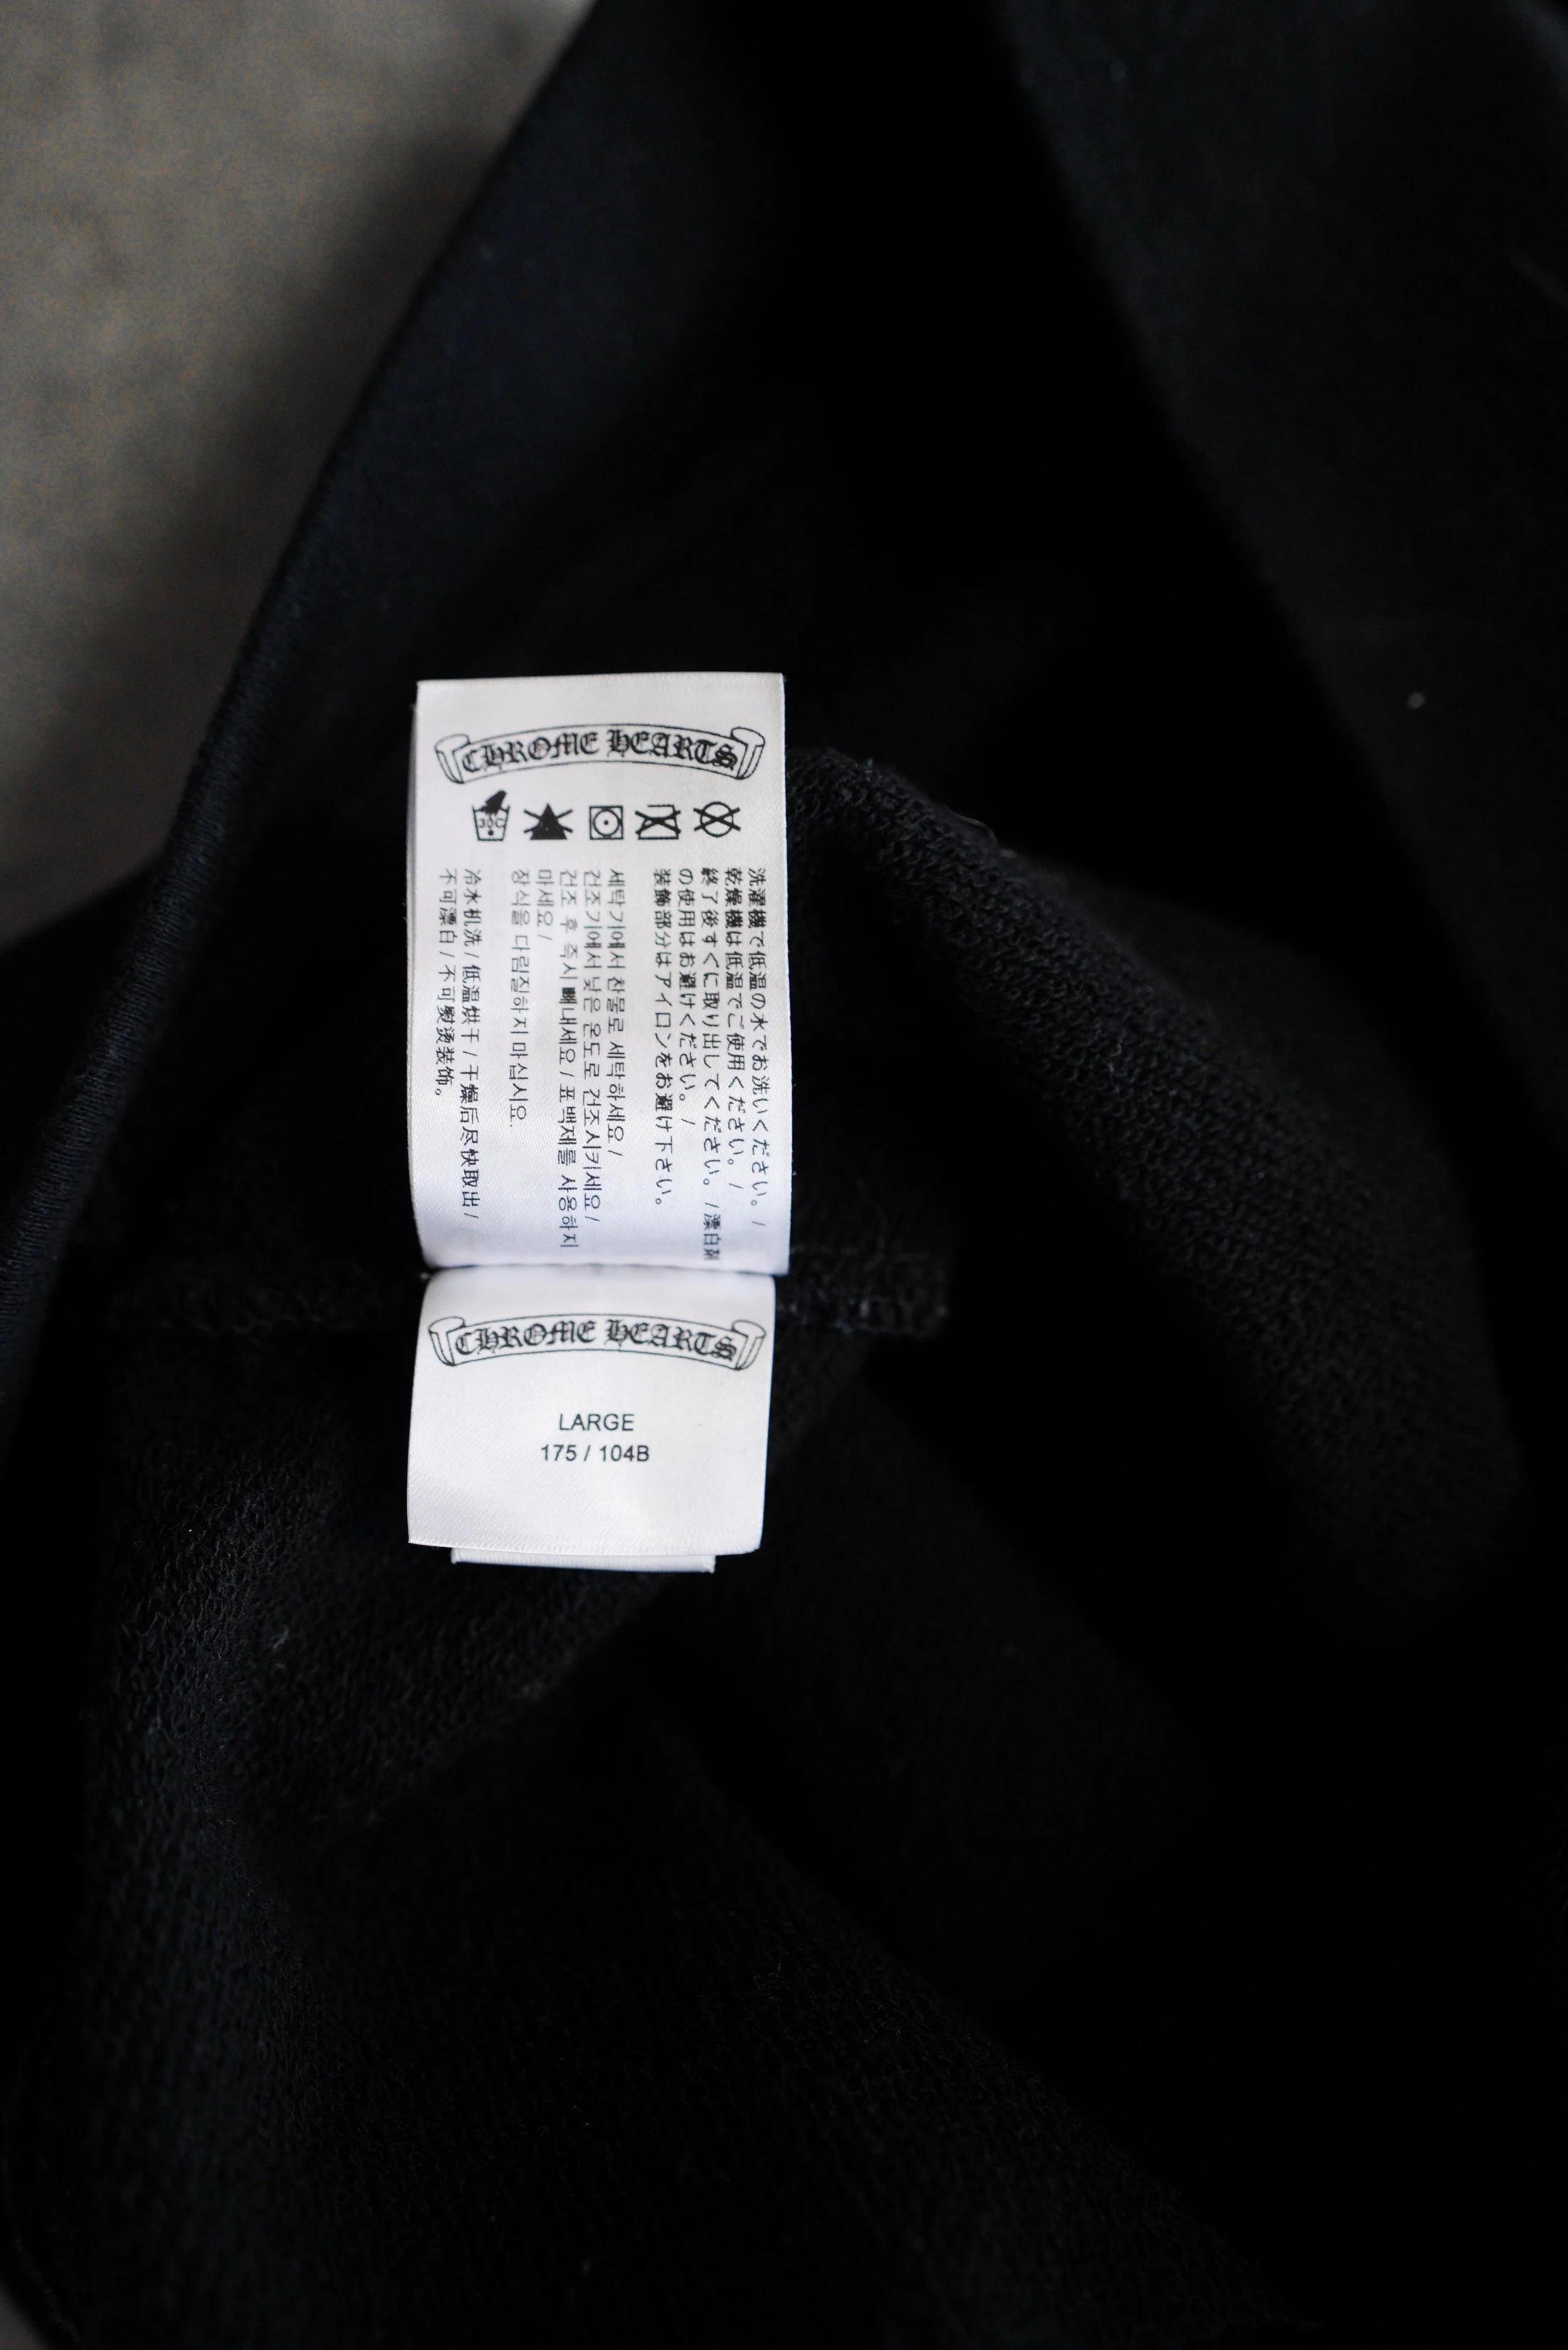 CHROME HEARTS
30C
洗濯機で低温の水でお洗いください。 /
乾燥機は低温でご使用ください。 /
終了後すぐに取り出してください。 / 漂白剤
の使用はお避けください。 /
装飾部分はアイロンをお避け下さい。
세탁기에서 찬물로 세탁하세요 /
건조기에서 낮은 온도로 건조시키세요 /
건조 후 즉시 빼내세요 / 표백제를 사용하지
마세요 /
장식을 다림질하지 마십시오.
冷水机洗 / 低温烘干 / 干燥后尽快取出 /
不可漂白 / 不可熨烫装饰。
CHROME HEARTS
LARGE
175 / 104B